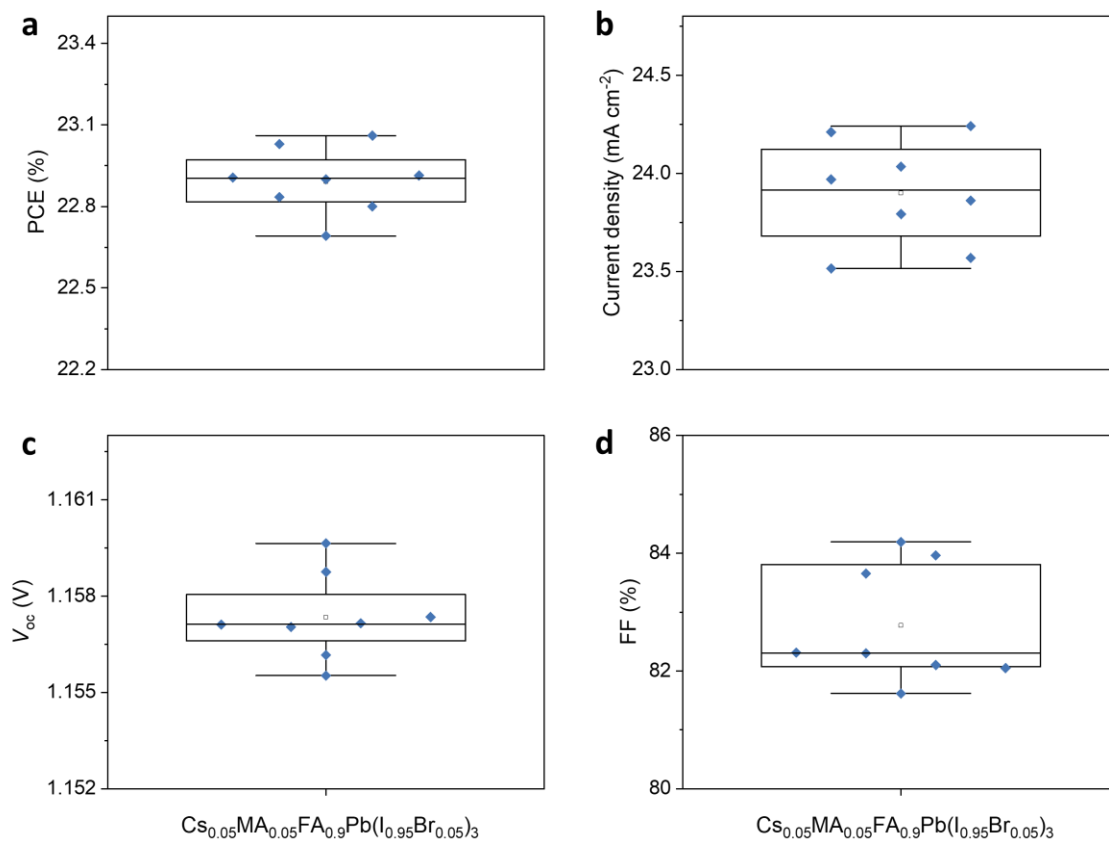 a
23.4
23.1
22.8
22.5
22.2
PCE (%)
b
24.5
24.0
23.5
23.0
Current density (mA cm⁻²)
c
1.161
1.158
1.155
1.152
Voc (V)
Cs0.05MA0.05FA0.9Pb(I0.95Br0.05)3
d
86
84
82
80
FF (%)
Cs0.05MA0.05FA0.9Pb(I0.95Br0.05)3